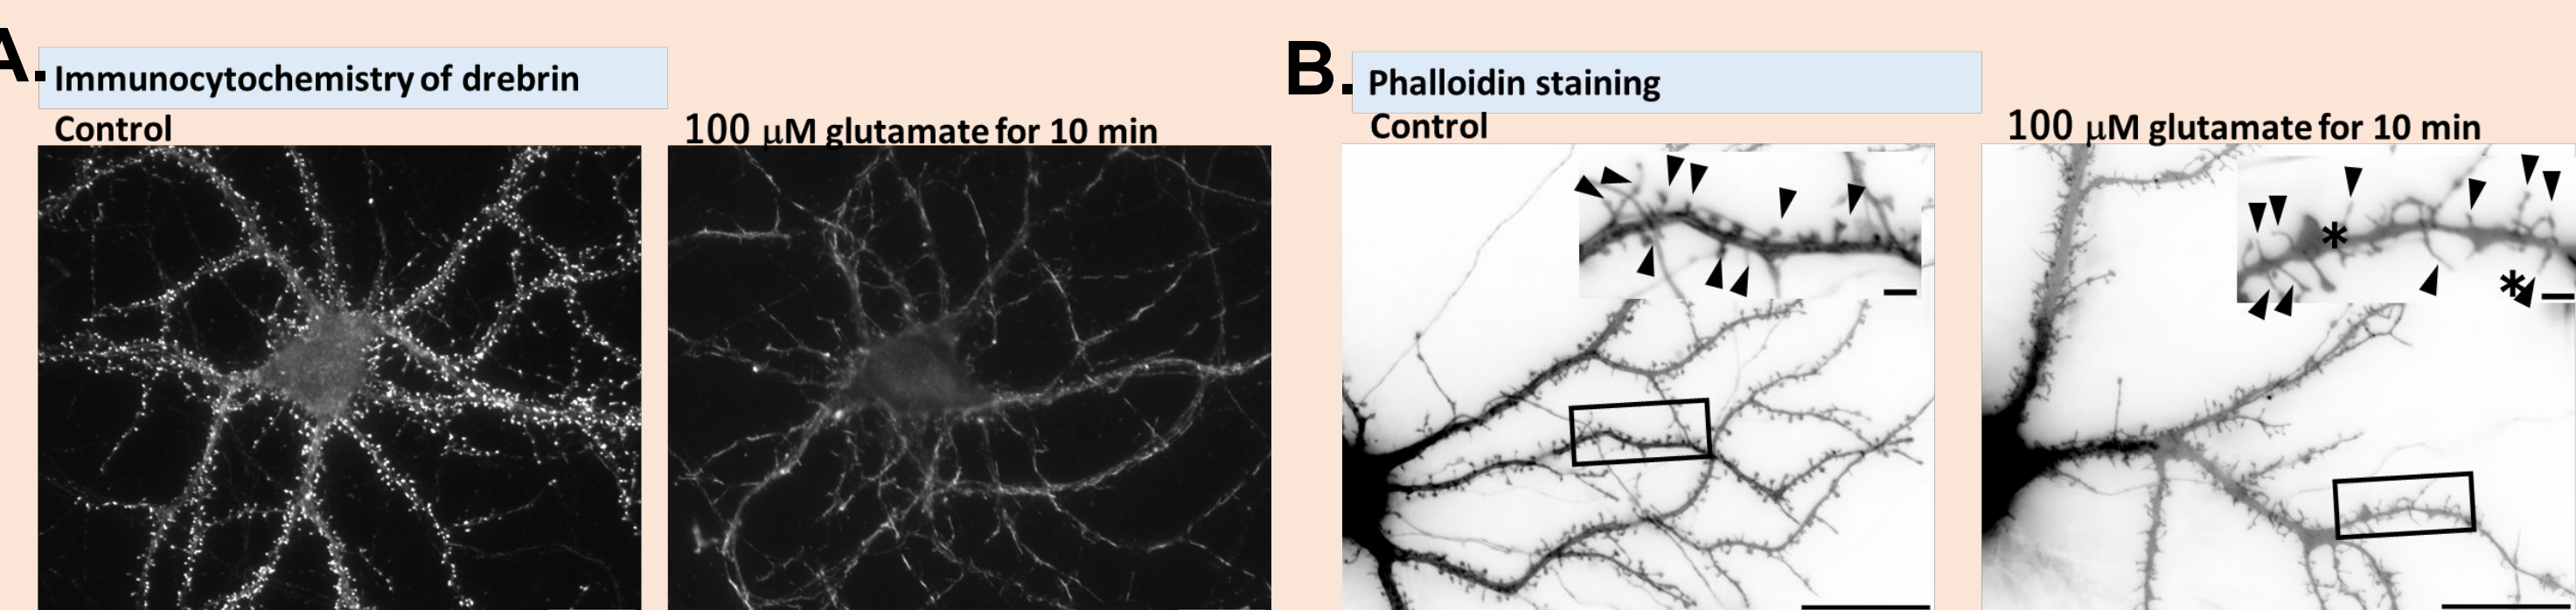 A.
Immunocytochemistry of drebrin
Control
100 μM glutamate for 10 min
B.
Phalloidin staining
Control
100 μM glutamate for 10 min
*
*